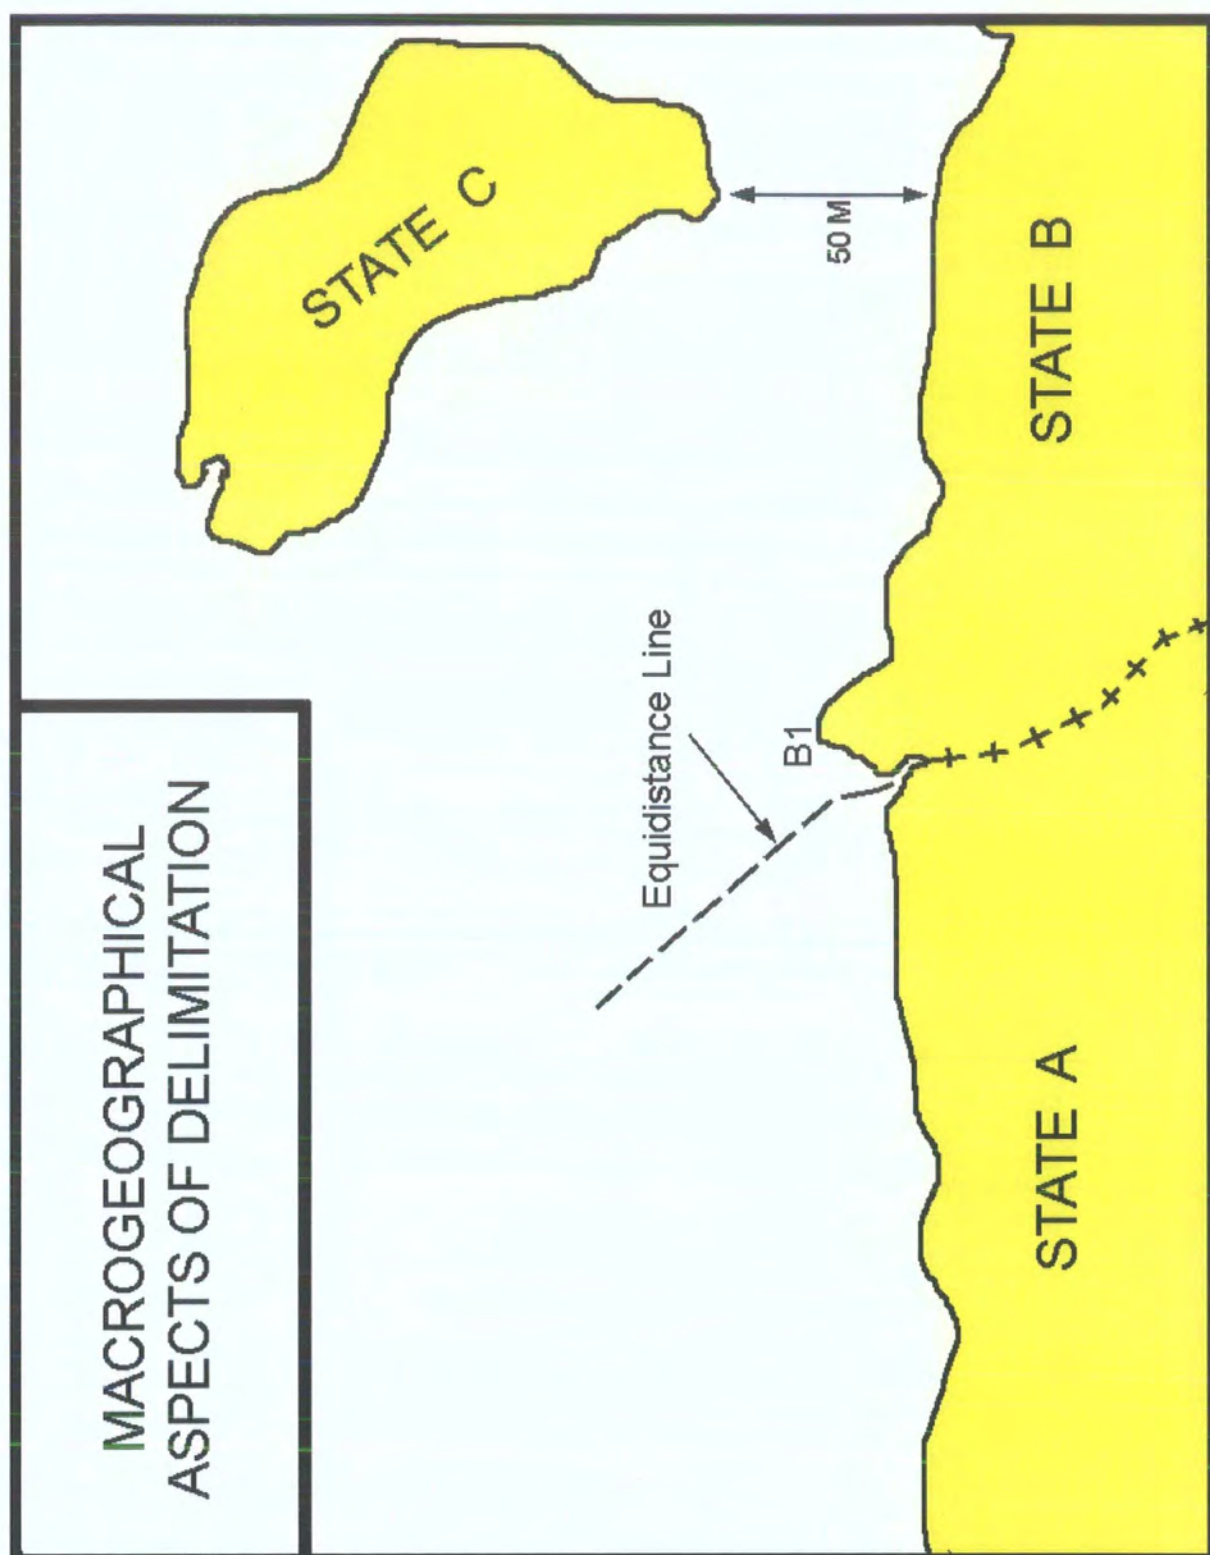 MACROGEOGRAPHICAL
ASPECTS OF DELIMITATION
STATE C
50 M
Equidistance Line
B1
STATE A
STATE B